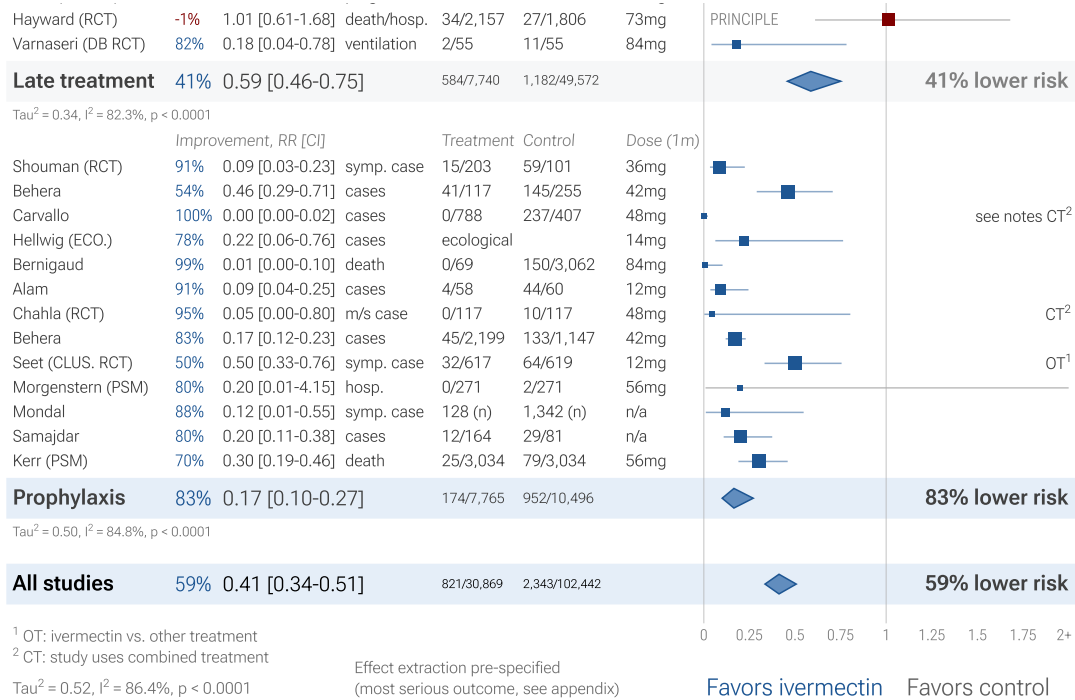 Hayward (RCT) -1% 1.01 [0.61-1.68] death/hosp. 34/2,157 27/1,806 73mg PRINCIPLE
Varnaseri (DB RCT) 82% 0.18 [0.04-0.78] ventilation 2/55 11/55 84mg
Late treatment 41% 0.59 [0.46-0.75] 584/7,740 1,182/49,572 41% lower risk
Tau² = 0.34, I² = 82.3%, p < 0.0001
Improvement, RR [CI] Treatment Control Dose (1m)
Shouman (RCT) 91% 0.09 [0.03-0.23] symp. case 15/203 59/101 36mg
Behera 54% 0.46 [0.29-0.71] cases 41/117 145/255 42mg
Carvallo 100% 0.00 [0.00-0.02] cases 0/788 237/407 48mg see notes CT²
Hellwig (ECO.) 78% 0.22 [0.06-0.76] cases ecological 14mg
Bernigaud 99% 0.01 [0.00-0.10] death 0/69 150/3,062 84mg
Alam 91% 0.09 [0.04-0.25] cases 4/58 44/60 12mg
Chahla (RCT) 95% 0.05 [0.00-0.80] m/s case 0/117 10/117 48mg CT²
Behera 83% 0.17 [0.12-0.23] cases 45/2,199 133/1,147 42mg
Seet (CLUS. RCT) 50% 0.50 [0.33-0.76] symp. case 32/617 64/619 12mg OT¹
Morgenstern (PSM) 80% 0.20 [0.01-4.15] hosp. 0/271 2/271 56mg
Mondal 88% 0.12 [0.01-0.55] symp. case 128 (n) 1,342 (n) n/a
Samajdar 80% 0.20 [0.11-0.38] cases 12/164 29/81 n/a
Kerr (PSM) 70% 0.30 [0.19-0.46] death 25/3,034 79/3,034 56mg
Prophylaxis 83% 0.17 [0.10-0.27] 174/7,765 952/10,496 83% lower risk
Tau² = 0.50, I² = 84.8%, p < 0.0001
All studies 59% 0.41 [0.34-0.51] 821/30,869 2,343/102,442 59% lower risk
0 0.25 0.5 0.75 1 1.25 1.5 1.75 2+
¹ OT: ivermectin vs. other treatment
² CT: study uses combined treatment
Tau² = 0.52, I² = 86.4%, p < 0.0001
Effect extraction pre-specified
(most serious outcome, see appendix)
Favors ivermectin Favors control